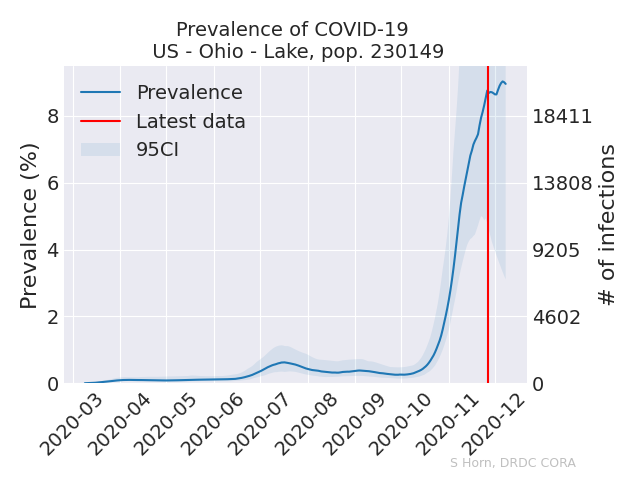 Prevalence of COVID-19
US - Ohio - Lake, pop. 230149
Prevalence
Latest data
95CI
Prevalence (%)
8
6
4
2
0
18411
13808
9205
4602
0
# of infections
2020-03
2020-04
2020-05
2020-06
2020-07
2020-08
2020-09
2020-10
2020-11
2020-12
S Horn, DRDC CORA